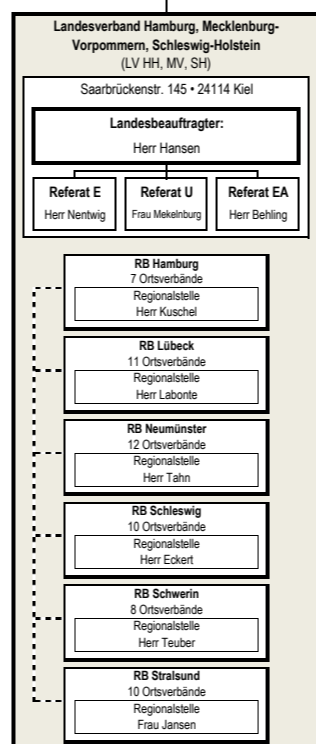 Landesverband Hamburg, Mecklenburg-
Vorpommern, Schleswig-Holstein
(LV HH, MV, SH)
Saarbrückenstr. 145 • 24114 Kiel
Landesbeauftragter:
Herr Hansen
Referat E
Herr Nentwig
Referat U
Frau Mekelnburg
Referat EA
Herr Behling
RB Hamburg
7 Ortsverbände
Regionalstelle
Herr Kuschel
RB Lübeck
11 Ortsverbände
Regionalstelle
Herr Labonte
RB Neumünster
12 Ortsverbände
Regionalstelle
Herr Tahn
RB Schleswig
10 Ortsverbände
Regionalstelle
Herr Eckert
RB Schwerin
8 Ortsverbände
Regionalstelle
Herr Teuber
RB Stralsund
10 Ortsverbände
Regionalstelle
Frau Jansen